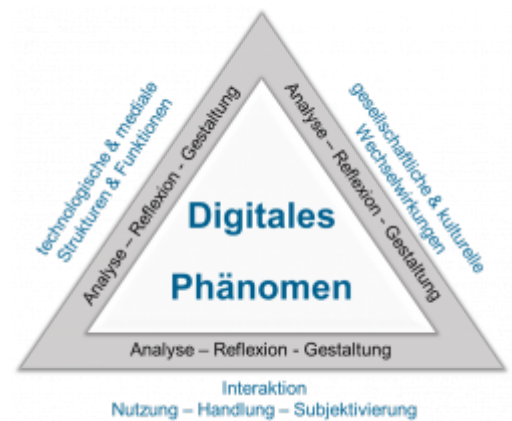 technologische & mediale
Strukturen & Funktionen
Analyse – Reflexion - Gestaltung
gesellschaftliche & kulturelle
Wechselwirkungen
Analyse – Reflexion - Gestaltung
Digitales
Phänomen
Analyse – Reflexion - Gestaltung
Interaktion
Nutzung – Handlung – Subjektivierung